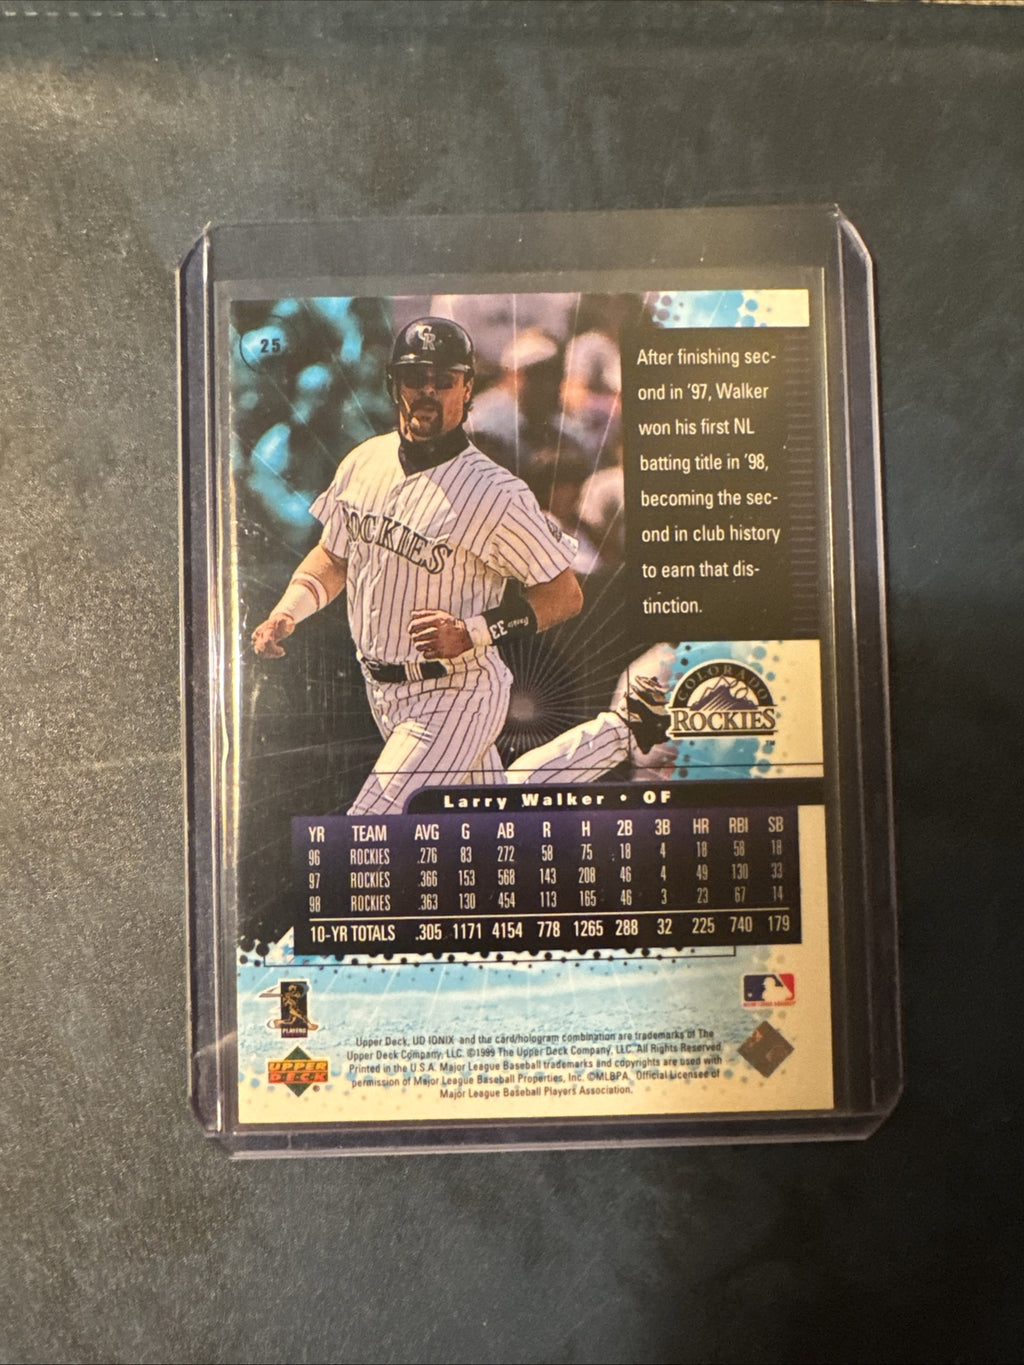 25
CR
ROCKIES
After finishing sec-
ond in '97, Walker
won his first NL
batting title in '98,
becoming the sec-
ond in club history
to earn that dis-
tinction.
COLORADO
ROCKIES
TM
Larry Walker • OF
YR TEAM AVG G AB R H 2B 3B HR RBI SB
96 ROCKIES .276 83 272 58 75 18 4 18 58 18
97 ROCKIES .366 153 568 143 208 46 4 49 130 33
98 ROCKIES .363 130 454 113 165 46 3 23 67 14
10-YR TOTALS .305 1171 4154 778 1265 288 32 225 740 179
PLAYERS
UPPER
DECK
®
Upper Deck, UD IONIX and the card/hologram combination are trademarks of The
Upper Deck Company, LLC. ©1999 The Upper Deck Company, LLC. All Rights Reserved.
Printed in the U.S.A. Major League Baseball trademarks and copyrights are used with
permission of Major League Baseball Properties, Inc. ©MLBPA. Official Licensee of
Major League Baseball Players Association.